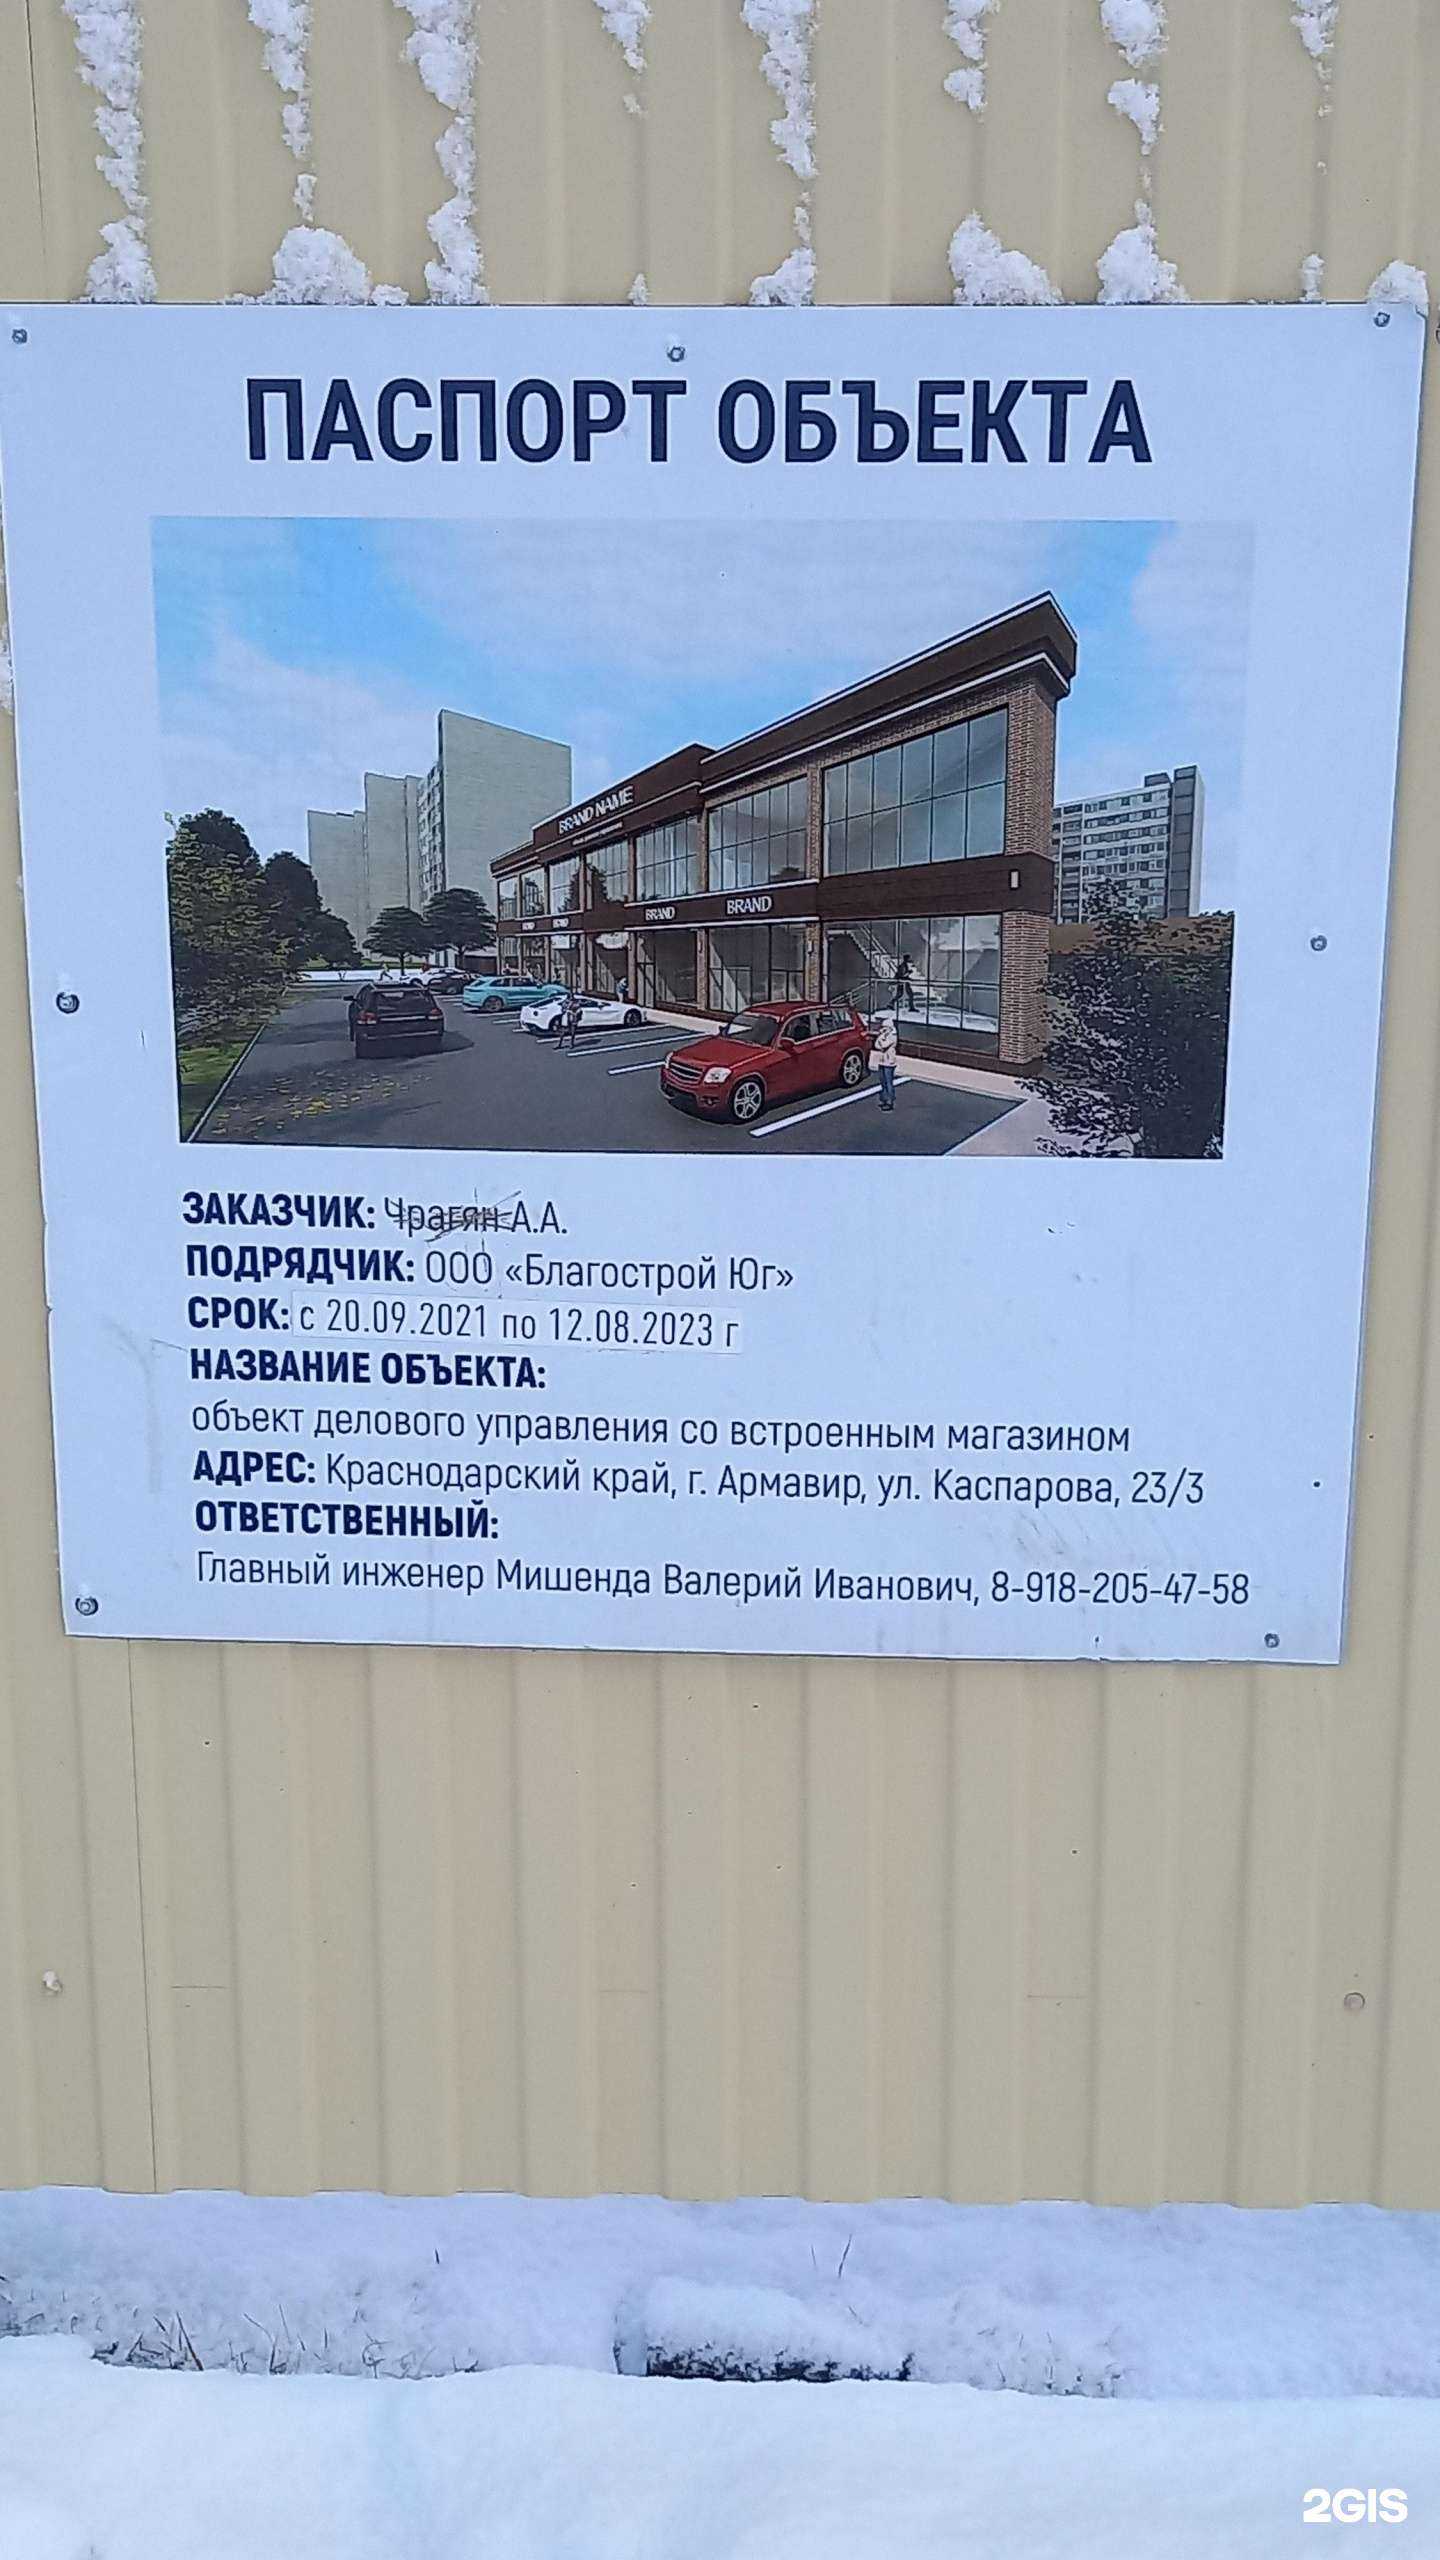 ПАСПОРТ ОБЪЕКТА
BRAND NAME
BRAND
BRAND
ЗАКАЗЧИК: Чрагян А.А.
ПОДРЯДЧИК: ООО «Благострой Юг»
СРОК: с 20.09.2021 по 12.08.2023 г
НАЗВАНИЕ ОБЪЕКТА:
объект делового управления со встроенным магазином
АДРЕС: Краснодарский край, г. Армавир, ул. Каспарова, 23/3
ОТВЕТСТВЕННЫЙ:
Главный инженер Мишенда Валерий Иванович, 8-918-205-47-58
2GIS